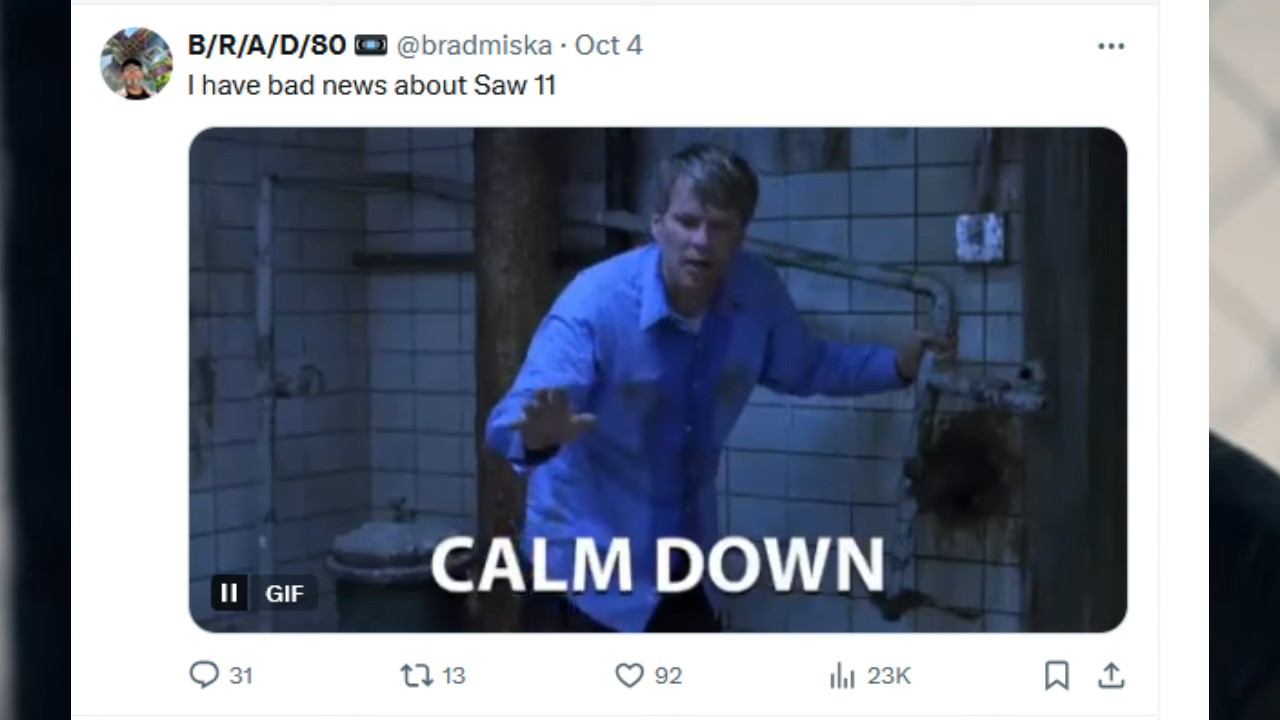 B/R/A/D/80 📼 @bradmiska · Oct 4
I have bad news about Saw 11
CALM DOWN
GIF
31 13 92 23K